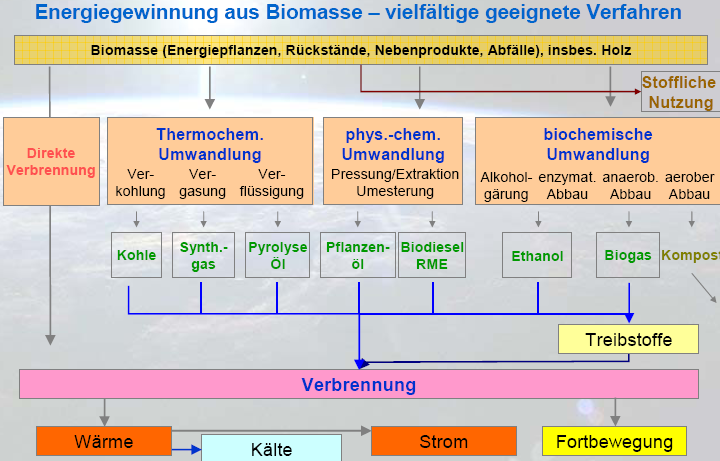 Energiegewinnung aus Biomasse – vielfältige geeignete Verfahren
Biomasse (Energiepflanzen, Rückstände, Nebenprodukte, Abfälle), insbes. Holz
Stoffliche
Nutzung
Direkte
Verbrennung
Thermochem.
Umwandlung
Ver-
kohlung
Ver-
gasung
Ver-
flüssigung
phys.-chem.
Umwandlung
Pressung/Extraktion
Umesterung
biochemische
Umwandlung
Alkohol-
gärung
enzymat.
Abbau
anaerob.
Abbau
aerober
Abbau
Kohle
Synth.-
gas
Pyrolyse
Öl
Pflanzen-
öl
Biodiesel
RME
Ethanol
Biogas
Kompost
Treibstoffe
Verbrennung
Wärme
Kälte
Strom
Fortbewegung